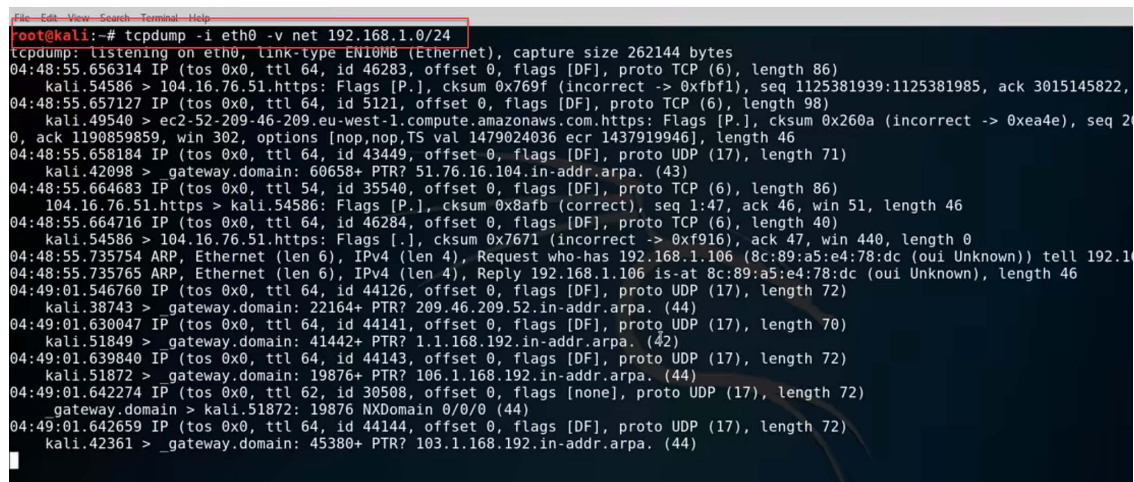 File Edit View Search Terminal Help
root@kali:~# tcpdump -i eth0 -v net 192.168.1.0/24
tcpdump: listening on eth0, link-type EN10MB (Ethernet), capture size 262144 bytes
04:48:55.656314 IP (tos 0x0, ttl 64, id 46283, offset 0, flags [DF], proto TCP (6), length 86)
    kali.54586 > 104.16.76.51.https: Flags [P.], cksum 0x769f (incorrect -> 0xfbf1), seq 1125381939:1125381985, ack 3015145822,
04:48:55.657127 IP (tos 0x0, ttl 64, id 5121, offset 0, flags [DF], proto TCP (6), length 98)
    kali.49540 > ec2-52-209-46-209.eu-west-1.compute.amazonaws.com.https: Flags [P.], cksum 0x260a (incorrect -> 0xea4e), seq 20
0, ack 1190859859, win 302, options [nop,nop,TS val 1479024036 ecr 1437919946], length 46
04:48:55.658184 IP (tos 0x0, ttl 64, id 43449, offset 0, flags [DF], proto UDP (17), length 71)
    kali.42098 > _gateway.domain: 60658+ PTR? 51.76.16.104.in-addr.arpa. (43)
04:48:55.664683 IP (tos 0x0, ttl 54, id 35540, offset 0, flags [DF], proto TCP (6), length 86)
    104.16.76.51.https > kali.54586: Flags [P.], cksum 0x8afb (correct), seq 1:47, ack 46, win 51, length 46
04:48:55.664716 IP (tos 0x0, ttl 64, id 46284, offset 0, flags [DF], proto TCP (6), length 40)
    kali.54586 > 104.16.76.51.https: Flags [.], cksum 0x7671 (incorrect -> 0xf916), ack 47, win 440, length 0
04:48:55.735754 ARP, Ethernet (len 6), IPv4 (len 4), Request who-has 192.168.1.106 (8c:89:a5:e4:78:dc (oui Unknown)) tell 192.16
04:48:55.735765 ARP, Ethernet (len 6), IPv4 (len 4), Reply 192.168.1.106 is-at 8c:89:a5:e4:78:dc (oui Unknown), length 46
04:49:01.546760 IP (tos 0x0, ttl 64, id 44126, offset 0, flags [DF], proto UDP (17), length 72)
    kali.38743 > _gateway.domain: 22164+ PTR? 209.46.209.52.in-addr.arpa. (44)
04:49:01.630047 IP (tos 0x0, ttl 64, id 44141, offset 0, flags [DF], proto UDP (17), length 70)
    kali.51849 > _gateway.domain: 41442+ PTR? 1.1.168.192.in-addr.arpa. (42)
04:49:01.639840 IP (tos 0x0, ttl 64, id 44143, offset 0, flags [DF], proto UDP (17), length 72)
    kali.51872 > _gateway.domain: 19876+ PTR? 106.1.168.192.in-addr.arpa. (44)
04:49:01.642274 IP (tos 0x0, ttl 62, id 30508, offset 0, flags [none], proto UDP (17), length 72)
    _gateway.domain > kali.51872: 19876 NXDomain 0/0/0 (44)
04:49:01.642659 IP (tos 0x0, ttl 64, id 44144, offset 0, flags [DF], proto UDP (17), length 72)
    kali.42361 > _gateway.domain: 45380+ PTR? 103.1.168.192.in-addr.arpa. (44)